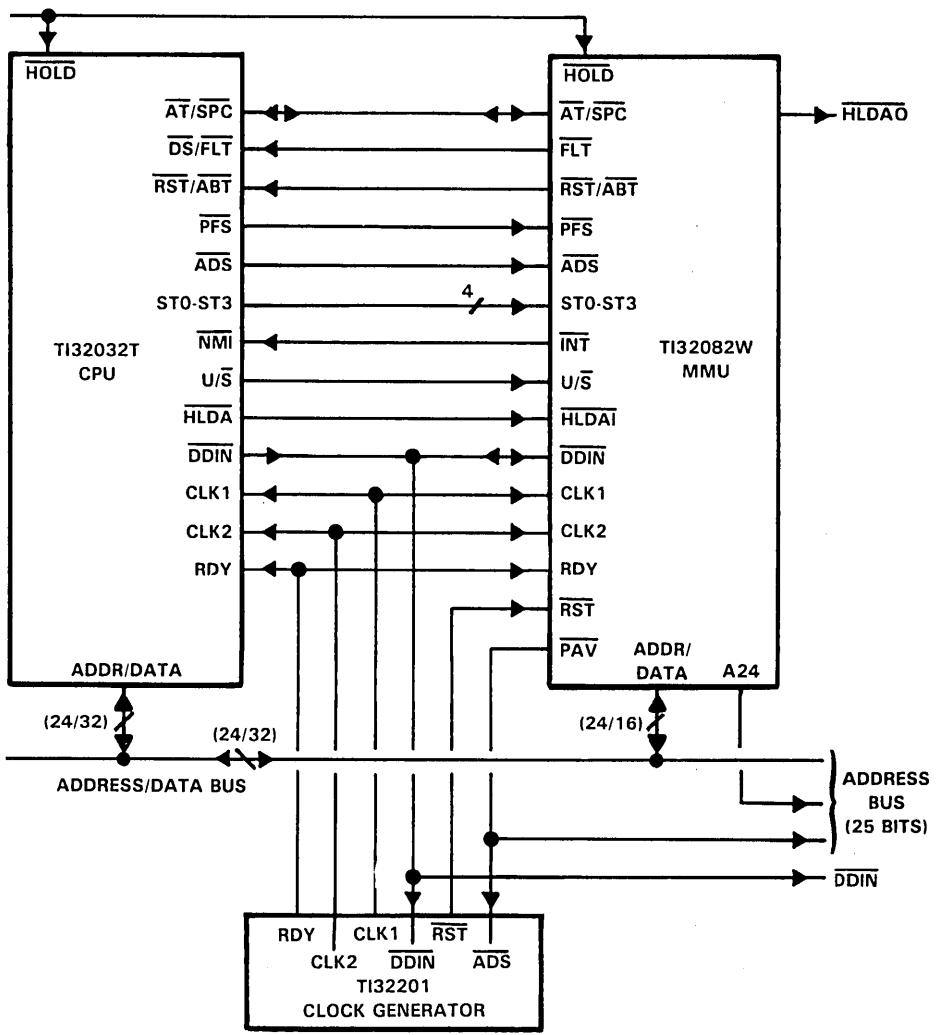 HOLD
HOLD
AT/SPC
AT/SPC
HLDAO
DS/FLT
FLT
RST/ABT
RST/ABT
PFS
PFS
ADS
ADS
ST0-ST3
4
ST0-ST3
TI32032T
CPU
NMI
INT
TI32082W
MMU
U/S
U/S
HLDA
HLDAI
DDIN
DDIN
CLK1
CLK1
CLK2
CLK2
RDY
RDY
RST
PAV
ADDR/DATA
ADDR/
DATA
A24
(24/32)
(24/32)
(24/16)
ADDRESS/DATA BUS
ADDRESS
BUS
(25 BITS)
DDIN
RDY
CLK1
RST
CLK2
DDIN
ADS
TI32201
CLOCK GENERATOR